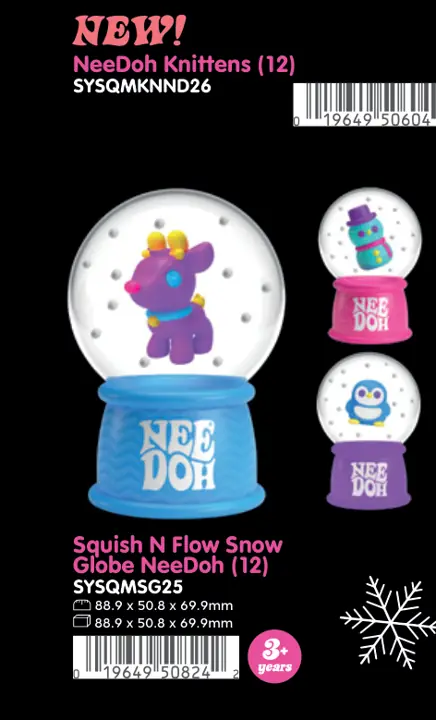 NEW!
NeeDoh Knittens (12)
SYSQMKNND26
0 19649 50604
NEE
DOH
NEE
DOH
NEE
DOH
Squish N Flow Snow
Globe NeeDoh (12)
SYSQMSG25
88.9 x 50.8 x 69.9mm
88.9 x 50.8 x 69.9mm
0 19649 50824 2
3+
years